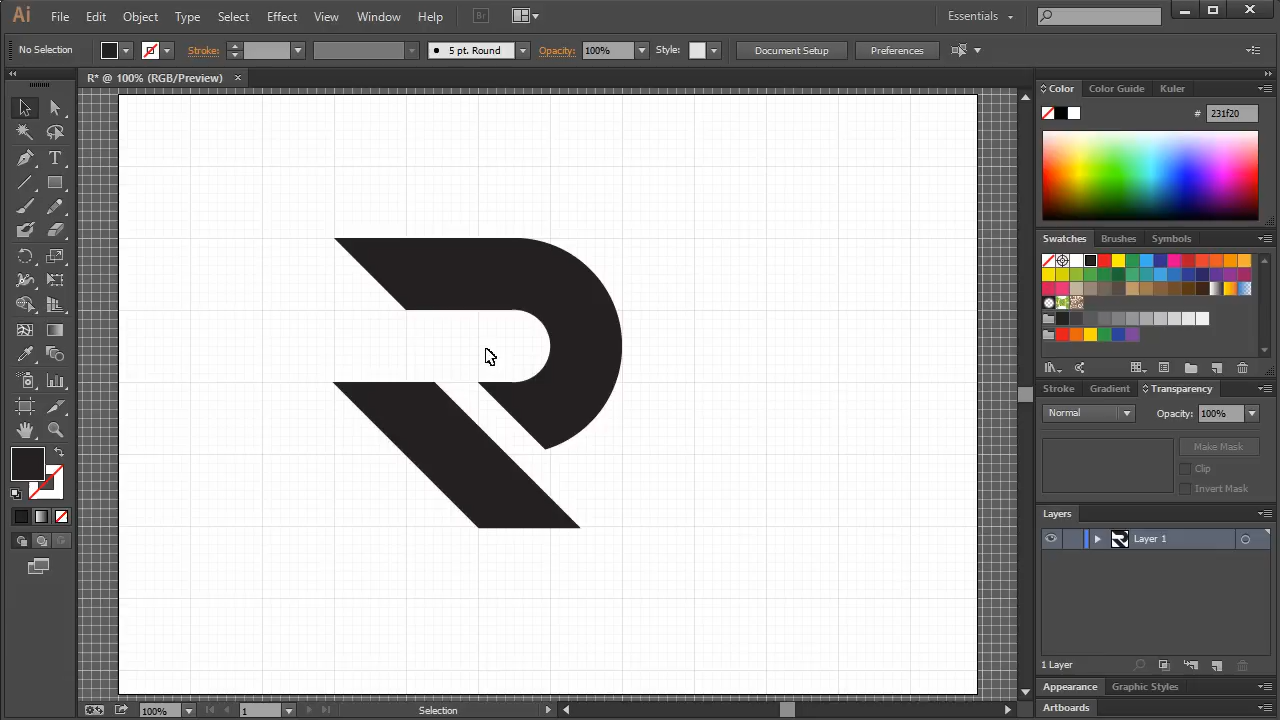 Ai File Edit Object Type Select Effect View Window Help Br Essentials
No Selection Stroke: 5 pt. Round Opacity: 100% Style: Document Setup Preferences
R* @ 100% (RGB/Preview) ×
Color Color Guide Kuler
# 231f20
Swatches Brushes Symbols
Stroke Gradient Transparency
Normal Opacity: 100%
Make Mask
Clip
Invert Mask
Layers
Layer 1
1 Layer
Appearance Graphic Styles
Artboards
100% 1 Selection